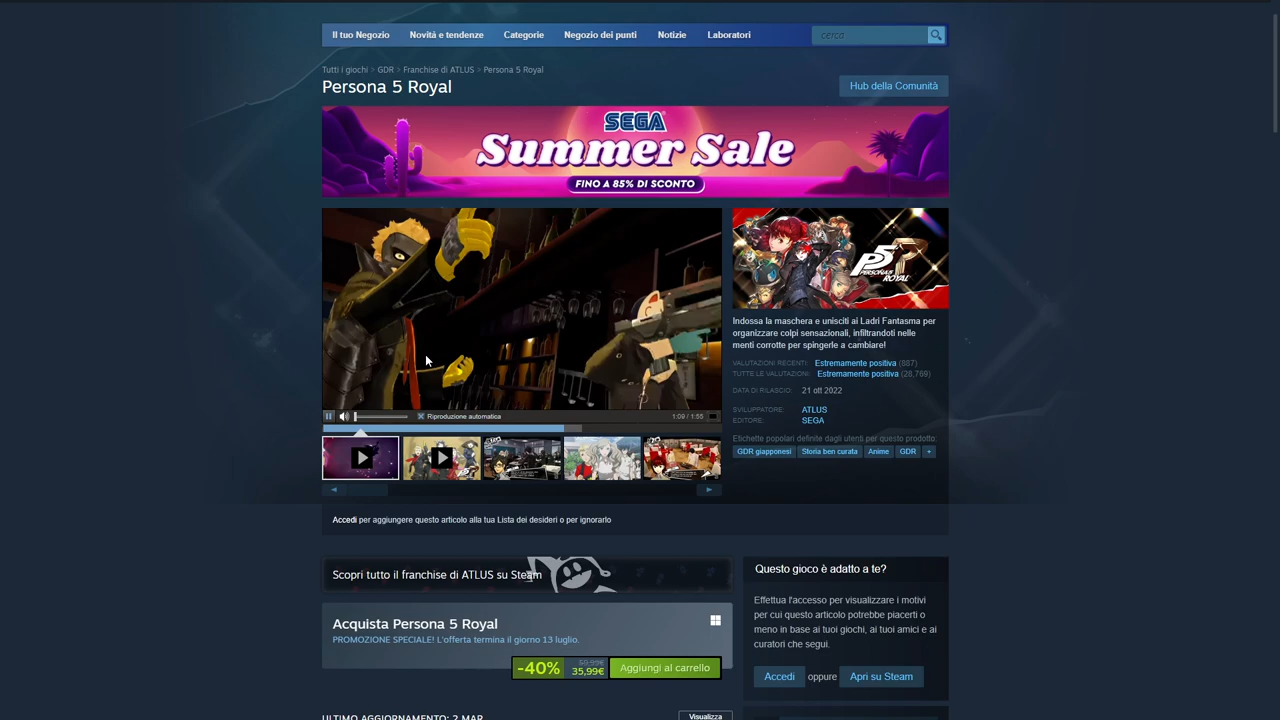 Il tuo Negozio Novità e tendenze Categorie Negozio dei punti Notizie Laboratori cerca
Tutti i giochi > GDR > Franchise di ATLUS > Persona 5 Royal
Persona 5 Royal
Hub della Comunità
SEGA
Summer Sale
FINO A 85% DI SCONTO
P5R
PERSONA5
ROYAL
Indossa la maschera e unisciti ai Ladri Fantasma per
organizzare colpi sensazionali, infiltrandoti nelle
menti corrotte per spingerle a cambiare!
VALUTAZIONI RECENTI: Estremamente positiva (887)
TUTTE LE VALUTAZIONI: Estremamente positiva (28,769)
DATA DI RILASCIO: 21 ott 2022
SVILUPPATORE: ATLUS
EDITORE: SEGA
Etichette popolari definite dagli utenti per questo prodotto:
GDR giapponesi Storia ben curata Anime GDR +
Riproduzione automatica 1:09 / 1:55
Accedi per aggiungere questo articolo alla tua Lista dei desideri o per ignorarlo
Scopri tutto il franchise di ATLUS su Steam
Acquista Persona 5 Royal
PROMOZIONE SPECIALE! L'offerta termina il giorno 13 luglio.
-40% 59,99€ 35,99€ Aggiungi al carrello
Questo gioco è adatto a te?
Effettua l'accesso per visualizzare i motivi
per cui questo articolo potrebbe piacerti o
meno in base ai tuoi giochi, ai tuoi amici e ai
curatori che segui.
Accedi oppure Apri su Steam
ULTIMO AGGIORNAMENTO: 2 MAR
Visualizza